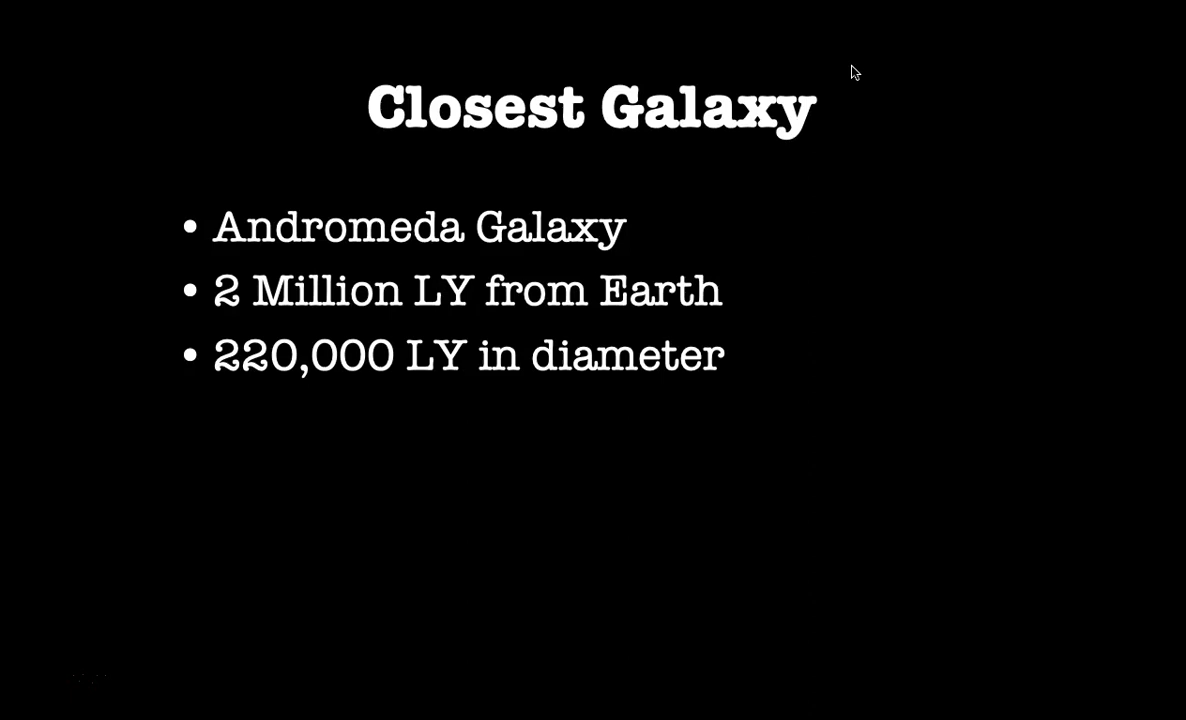 Closest Galaxy
• Andromeda Galaxy
• 2 Million LY from Earth
• 220,000 LY in diameter